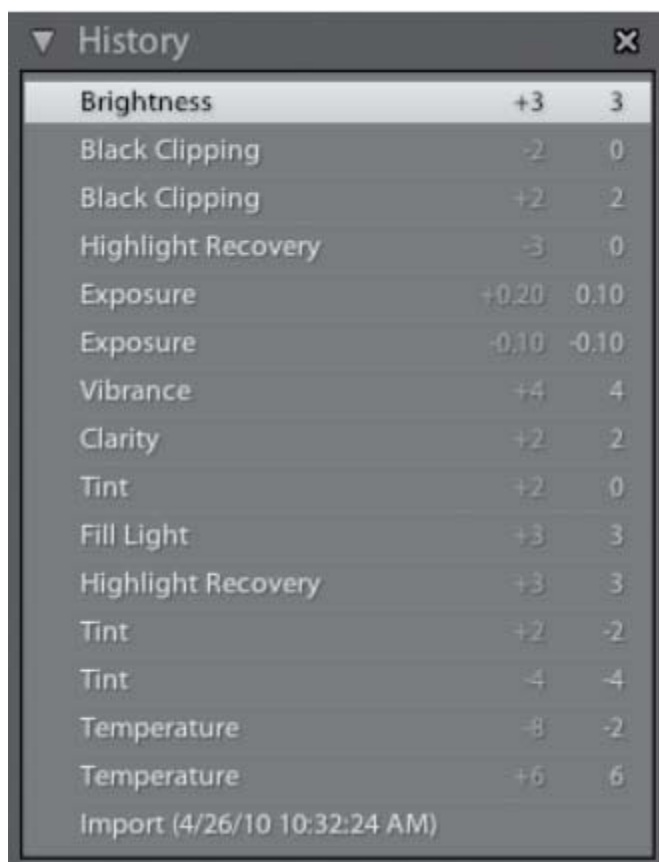 History
Brightness +3 3
Black Clipping -2 0
Black Clipping +2 2
Highlight Recovery -3 0
Exposure +0.20 0.10
Exposure -0.10 -0.10
Vibrance +4 4
Clarity +2 2
Tint +2 0
Fill Light +3 3
Highlight Recovery +3 3
Tint +2 -2
Tint -4 -4
Temperature -8 -2
Temperature +6 6
Import (4/26/10 10:32:24 AM)